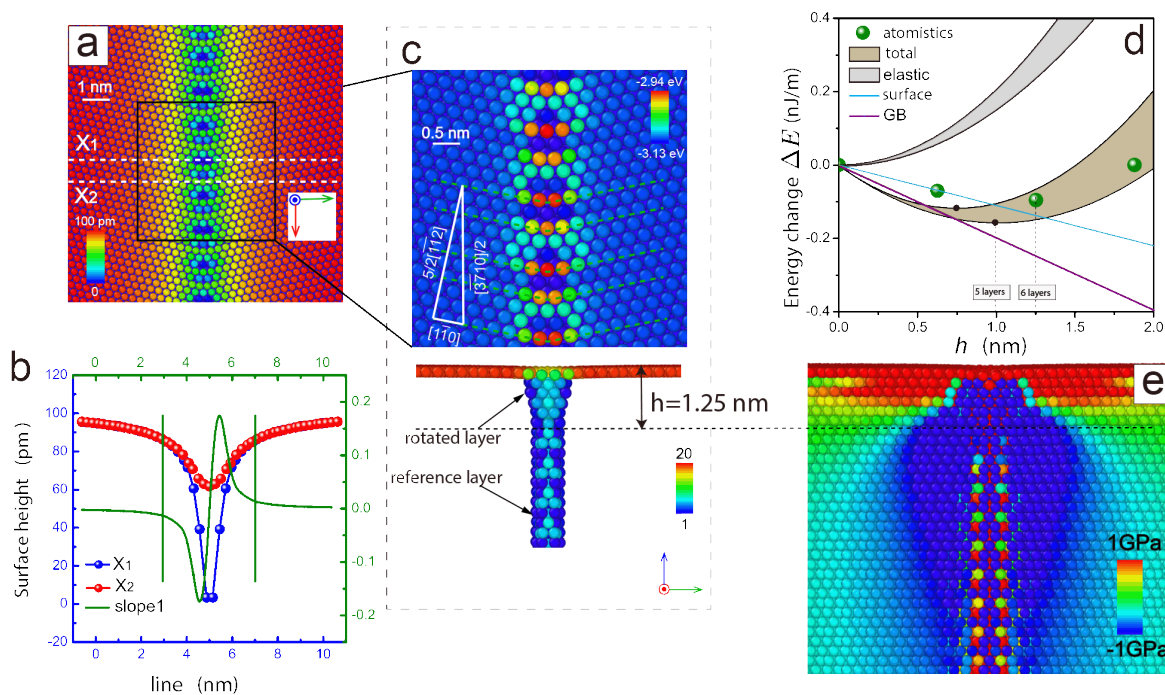 a
1 nm
X1
X2
100 pm
0
c
-2.94 eV
-3.13 eV
0.5 nm
5/2[112]
[3710]/2
[110]
d
0.4
0.2
0.0
-0.2
-0.4
Energy change ΔE (nJ/m)
atomistics
total
elastic
surface
GB
5 layers
6 layers
0.0 0.5 1.0 1.5 2.0
h (nm)
b
0 2 4 6 8 10
120
100
80
60
40
20
0
-20
Surface height (pm)
0.2
0.1
0.0
-0.1
-0.2
X1
X2
slope1
0 2 4 6 8 10
line (nm)
h=1.25 nm
rotated layer
reference layer
20
1
e
1GPa
-1GPa